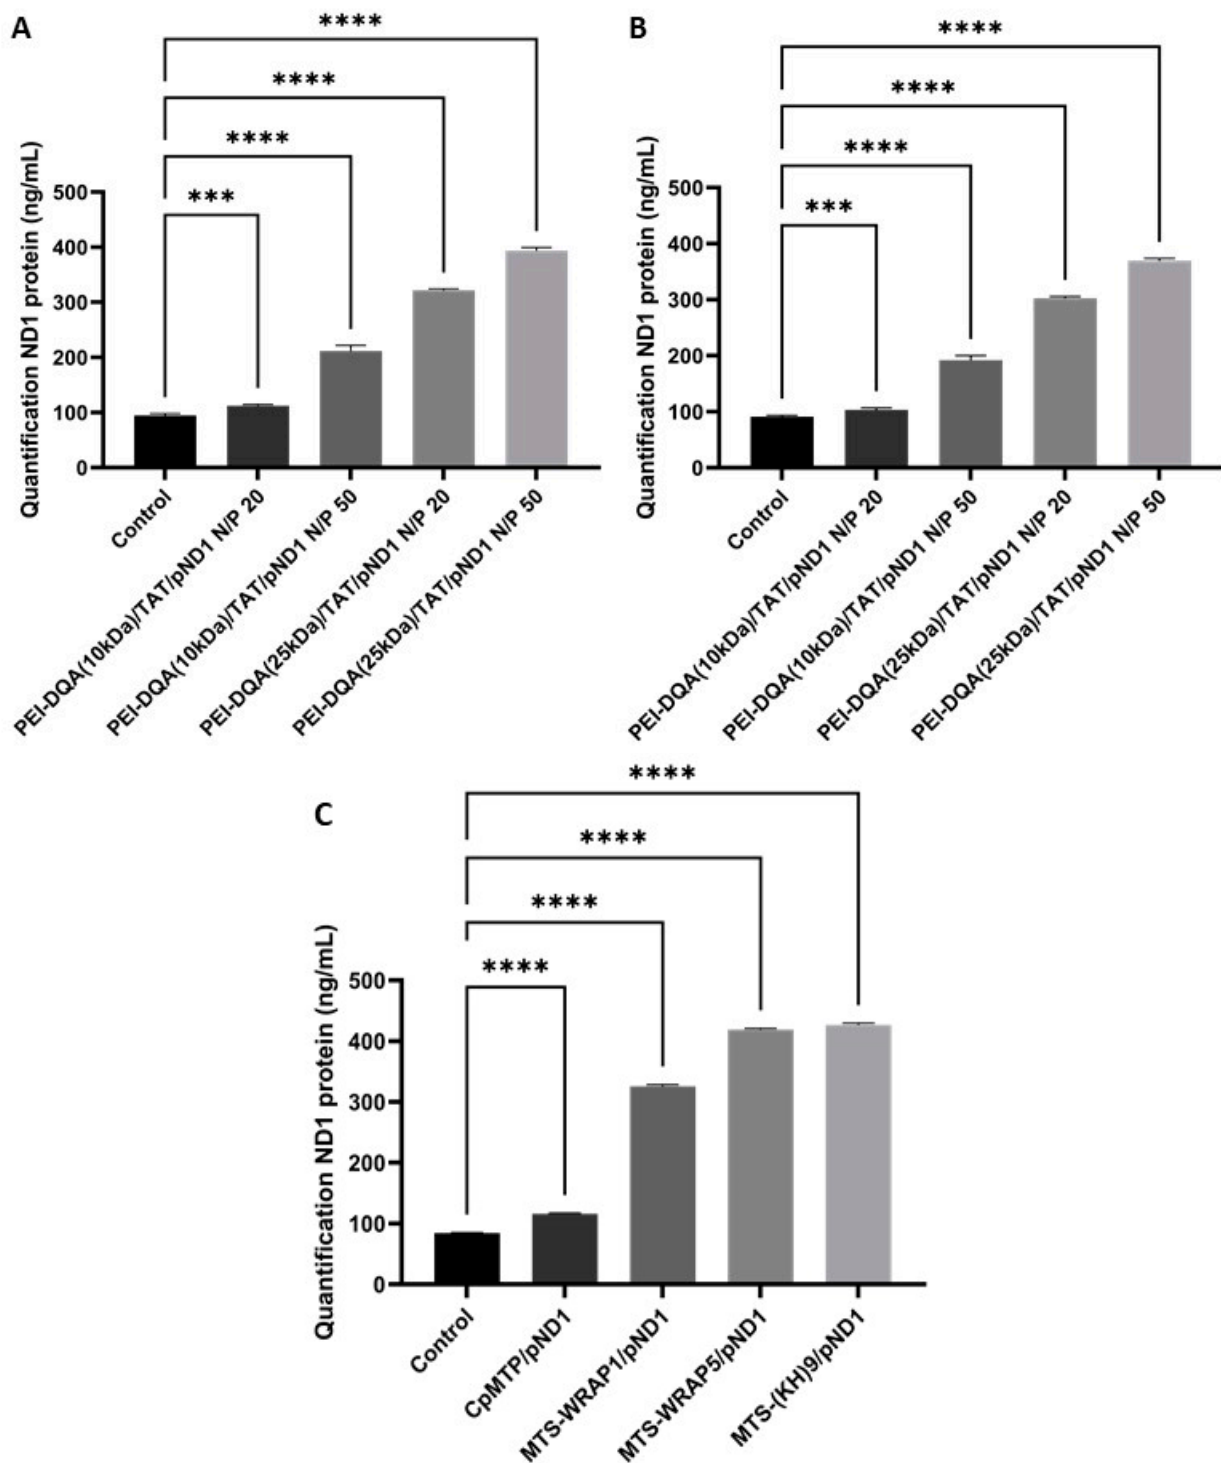 A
****
****
****
***
Quantification ND1 protein (ng/mL)
500
400
300
200
100
0
Control
PEI-DQA(10kDa)/TAT/pND1 N/P 20
PEI-DQA(10kDa)/TAT/pND1 N/P 50
PEI-DQA(25kDa)/TAT/pND1 N/P 20
PEI-DQA(25kDa)/TAT/pND1 N/P 50
B
****
****
****
***
Quantification ND1 protein (ng/mL)
500
400
300
200
100
0
Control
PEI-DQA(10kDa)/TAT/pND1 N/P 20
PEI-DQA(10kDa)/TAT/pND1 N/P 50
PEI-DQA(25kDa)/TAT/pND1 N/P 20
PEI-DQA(25kDa)/TAT/pND1 N/P 50
C
****
****
****
****
Quantification ND1 protein (ng/mL)
500
400
300
200
100
0
Control
CpMTP/pND1
MTS-WRAP1/pND1
MTS-WRAP5/pND1
MTS-(KH)9/pND1